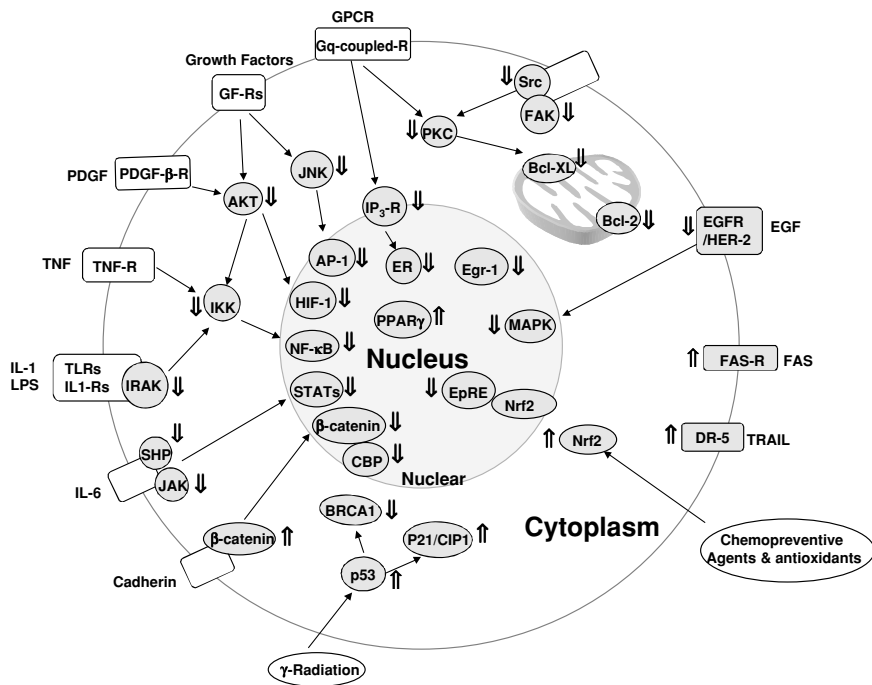 GPCR
Gq-coupled-R
Growth Factors
GF-Rs
⇓ Src
FAK ⇓
⇓ PKC
Bcl-XL ⇓
JNK ⇓
PDGF
PDGF-β-R
AKT ⇓
IP3-R ⇓
Bcl-2 ⇓
⇓ EGFR
/HER-2
EGF
TNF
TNF-R
AP-1 ⇓
ER ⇓
Egr-1 ⇓
⇓ IKK
HIF-1 ⇓
PPARγ ⇑
⇓ MAPK
NF-κB ⇓
Nucleus
⇑ FAS-R
FAS
IL-1
LPS
TLRs
IL1-Rs
IRAK ⇓
STATs ⇓
⇓ EpRE
Nrf2
β-catenin ⇓
CBP ⇓
Nuclear
⇑ Nrf2
⇑ DR-5
TRAIL
⇓
SHP
JAK ⇓
IL-6
BRCA1 ⇓
P21/CIP1 ⇑
Cytoplasm
β-catenin ⇑
Cadherin
p53 ⇑
Chemopreventive
Agents & antioxidants
γ-Radiation